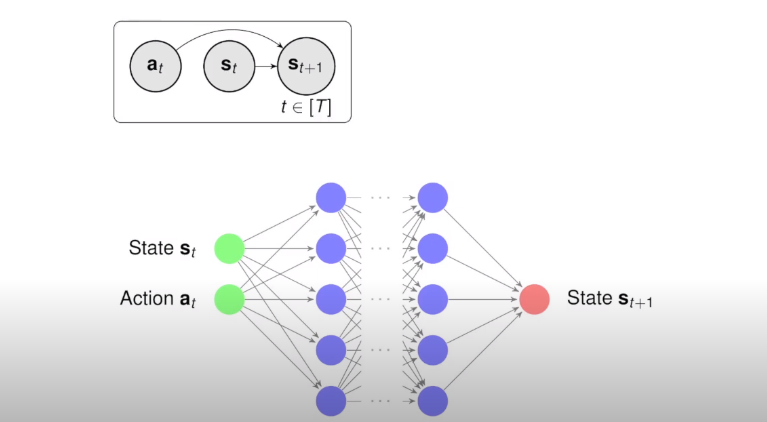 a_t s_t s_{t+1}
t ∈ [T]
· · ·
State s_t · · ·
Action a_t · · · State s_{t+1}
· · ·
· · ·